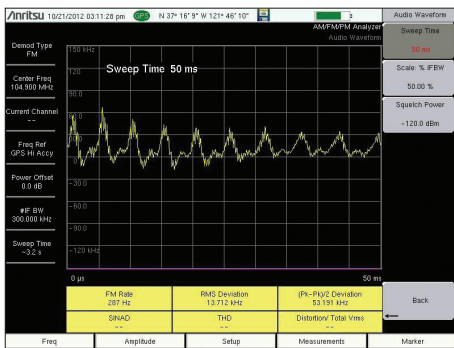 Anritsu 10/21/2012 03:11:28 pm GPS N 37° 16' 9" W 121° 46' 10"
Audio Waveform
AM/FM/PM Analyzer
Audio Waveform
Demod Type
FM
Center Freq
104.900 MHz
Current Channel
--
Freq Ref
GPS Hi Accy
Power Offset
0.0 dB
#IF BW
300.000 kHz
Sweep Time
~3.2 s
150 kHz
120
90.0
-30.0
-60.0
-90.0
-120 kHz
Sweep Time 50 ms
0 µs
50 ms
Sweep Time
50 ms
Scale: % IFBW
50.00 %
Squelch Power
-120.0 dBm
Back
FM Rate
287 Hz
RMS Deviation
13.712 kHz
(Pk-Pk)/2 Deviation
53.191 kHz
SINAD
--
THD
--
Distortion/ Total Vrms
--
Freq
Amplitude
Setup
Measurements
Marker